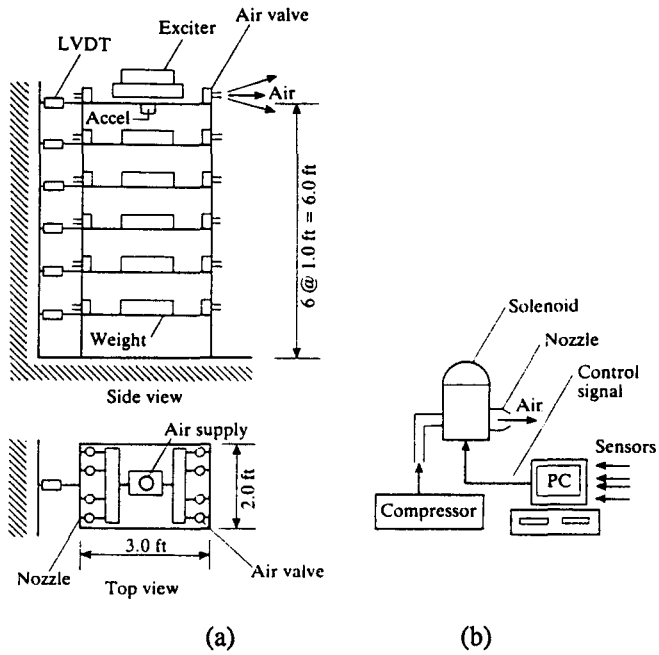 Exciter
Air valve
LVDT
Air
Accel
6 @ 1.0 ft = 6.0 ft
Weight
Side view
Air supply
2.0 ft
3.0 ft
Nozzle
Air valve
Top view
(a)
Solenoid
Nozzle
Control
signal
Air
Sensors
PC
Compressor
(b)